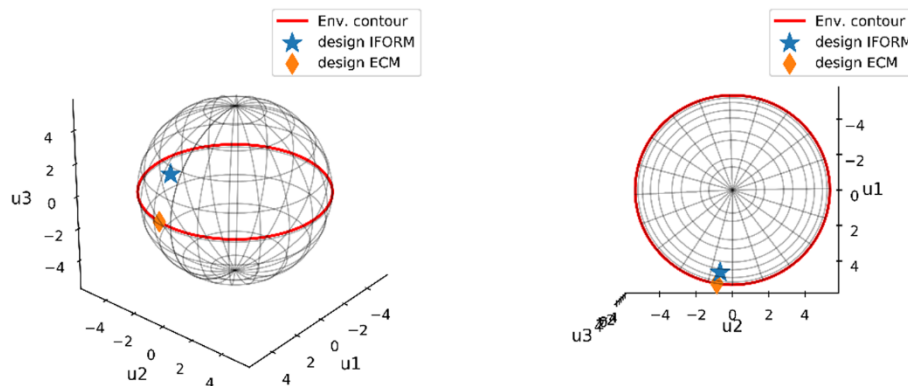 Env. contour
design IFORM
design ECM
4
2
0
−2
−4
u3
−4
−2
0
2
4
u2
−4
−2
0
2
4
u1
Env. contour
design IFORM
design ECM
−4
−2
0
u1
2
4
−4 −2 0 2 4
u2
u3